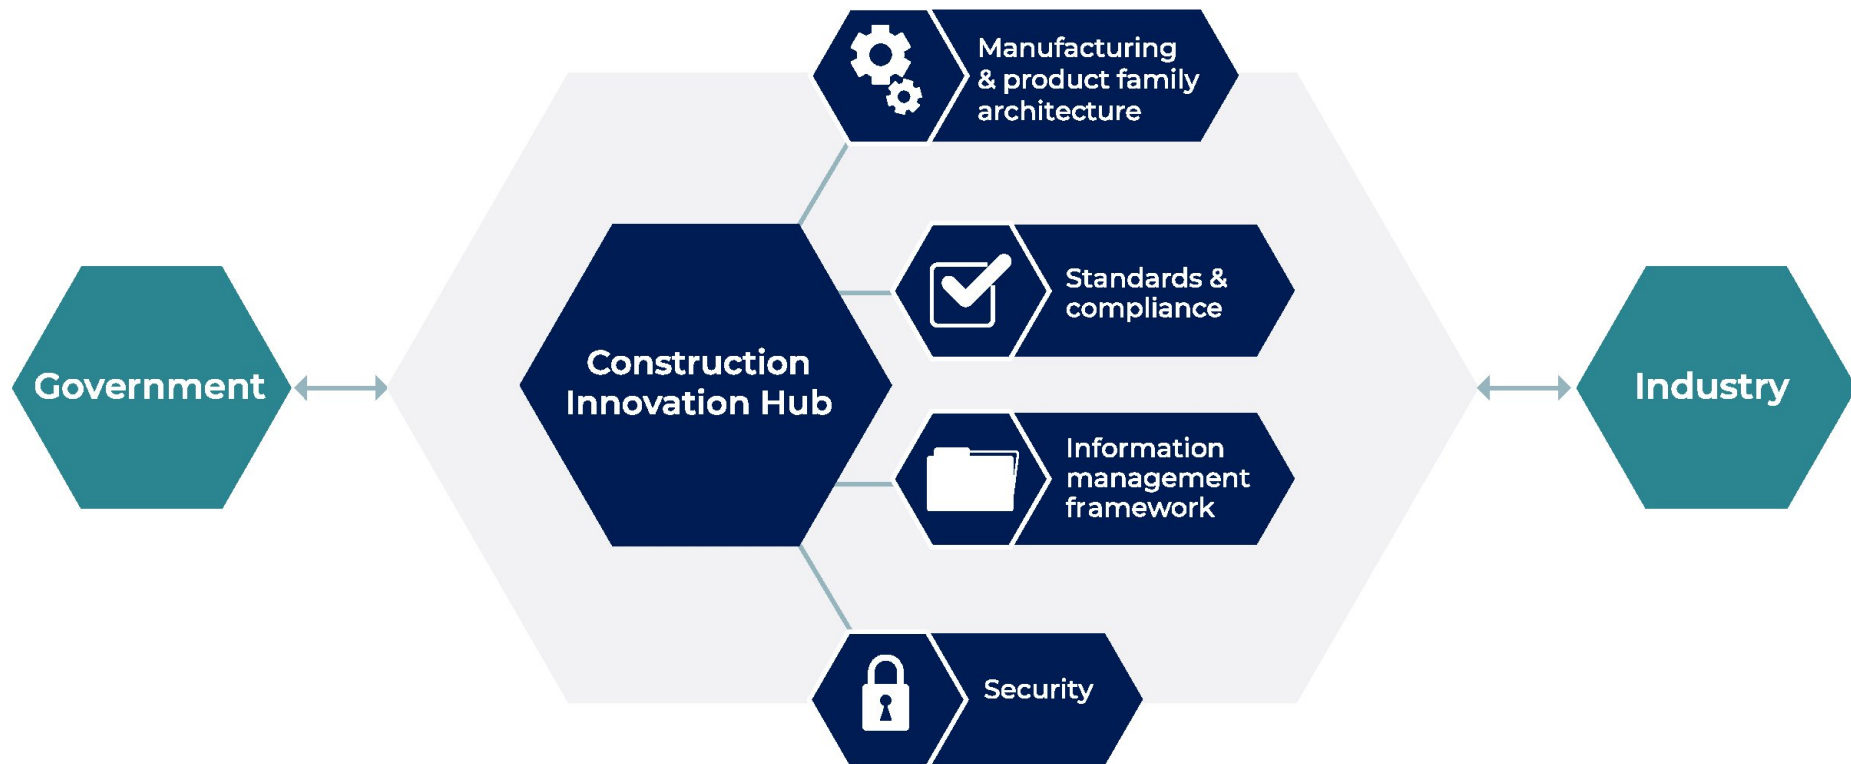 Manufacturing
& product family
architecture
Standards &
compliance
Construction
Innovation Hub
Government
Industry
Information
management
framework
Security